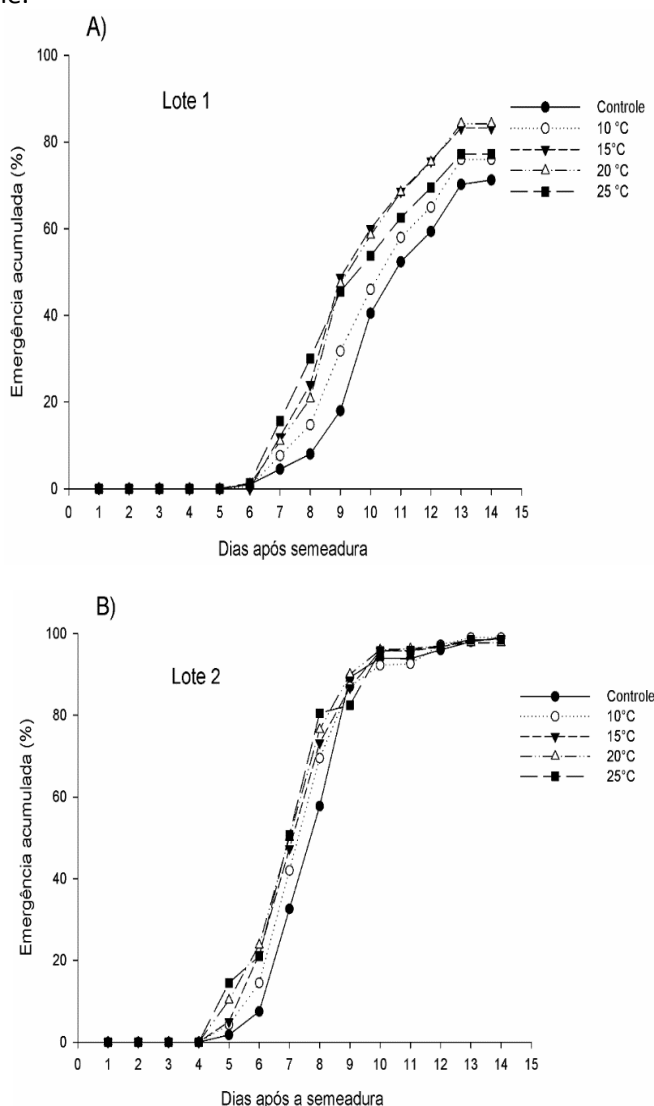 A)
Lote 1
Controle
10 °C
15°C
20 °C
25 °C
Emergência acumulada (%)
100
80
60
40
20
0
0 1 2 3 4 5 6 7 8 9 10 11 12 13 14 15
Dias após semeadura
B)
Lote 2
Controle
10°C
15°C
20°C
25°C
Emergência acumulada (%)
100
80
60
40
20
0
0 1 2 3 4 5 6 7 8 9 10 11 12 13 14 15
Dias após a semeadura